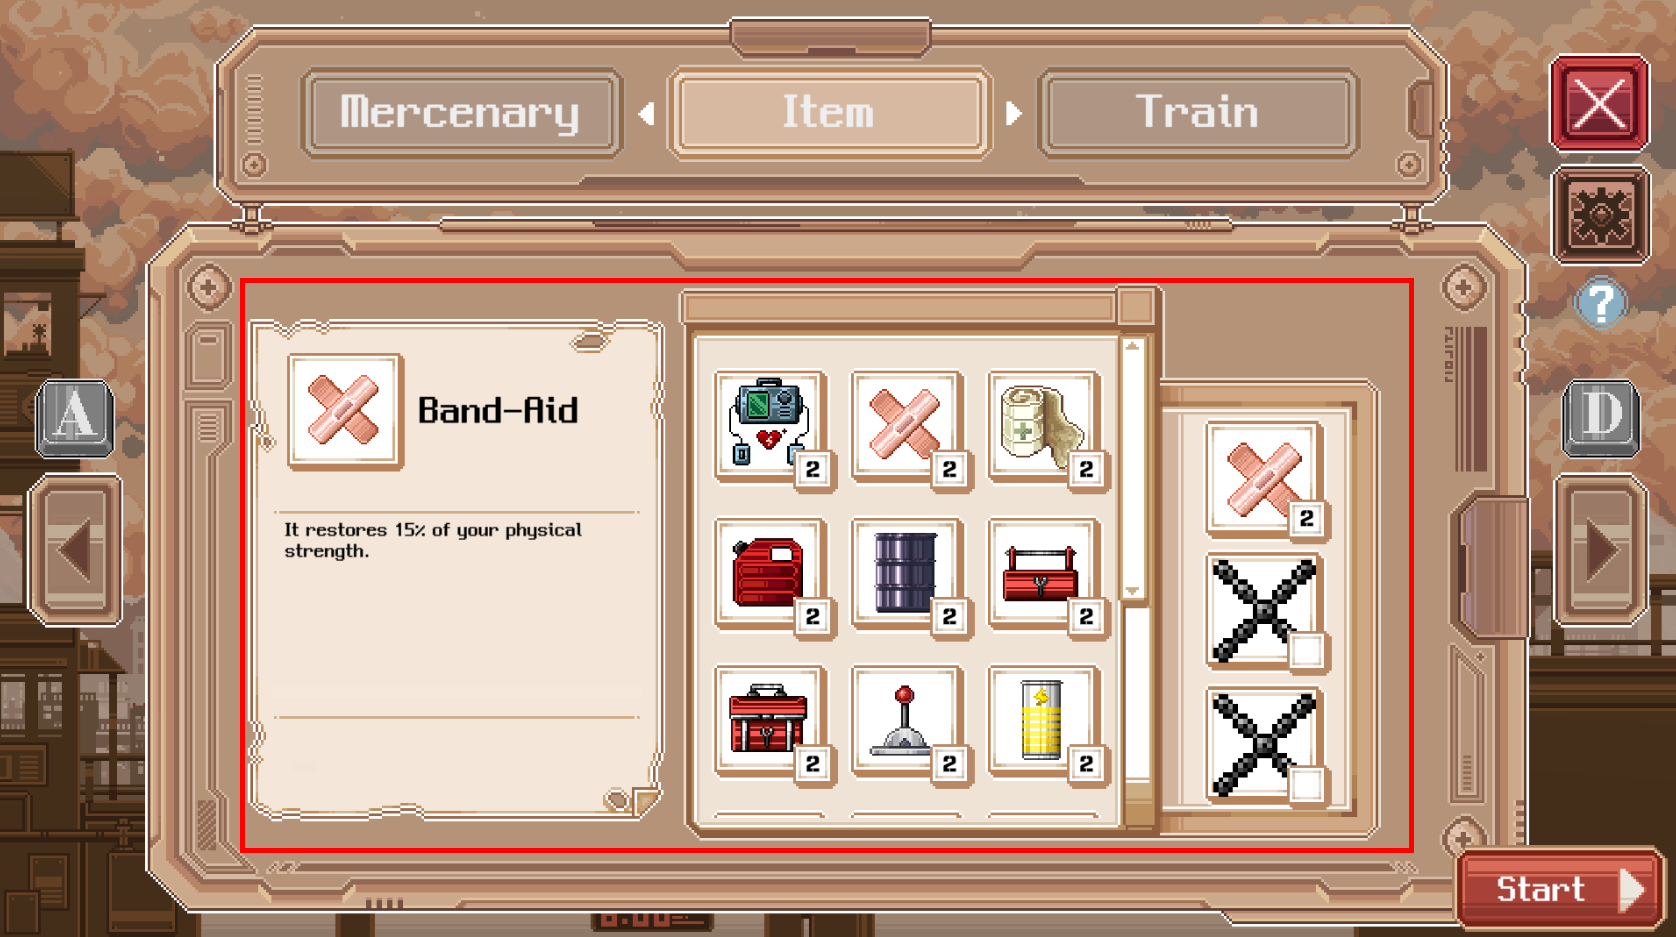 Mercenary
Item
Train
?
A
D
Band-Aid
It restores 15% of your physical
strength.
2 2 2
2
2 2 2
2 2 2
Start